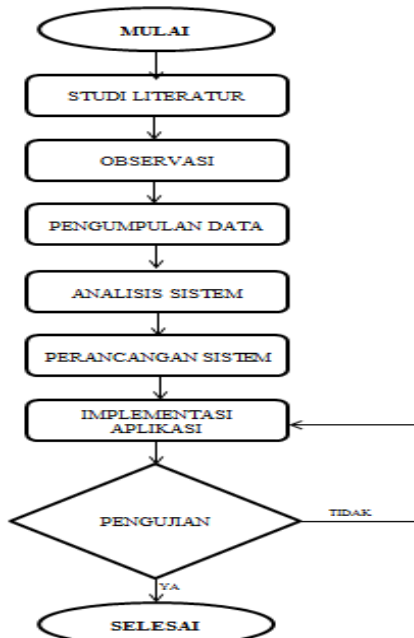 MULAI
STUDI LITERATUR
OBSERVASI
PENGUMPULAN DATA
ANALISIS SISTEM
PERANCANGAN SISTEM
IMPLEMENTASI
APLIKASI
PENGUJIAN
TIDAK
YA
SELESAI